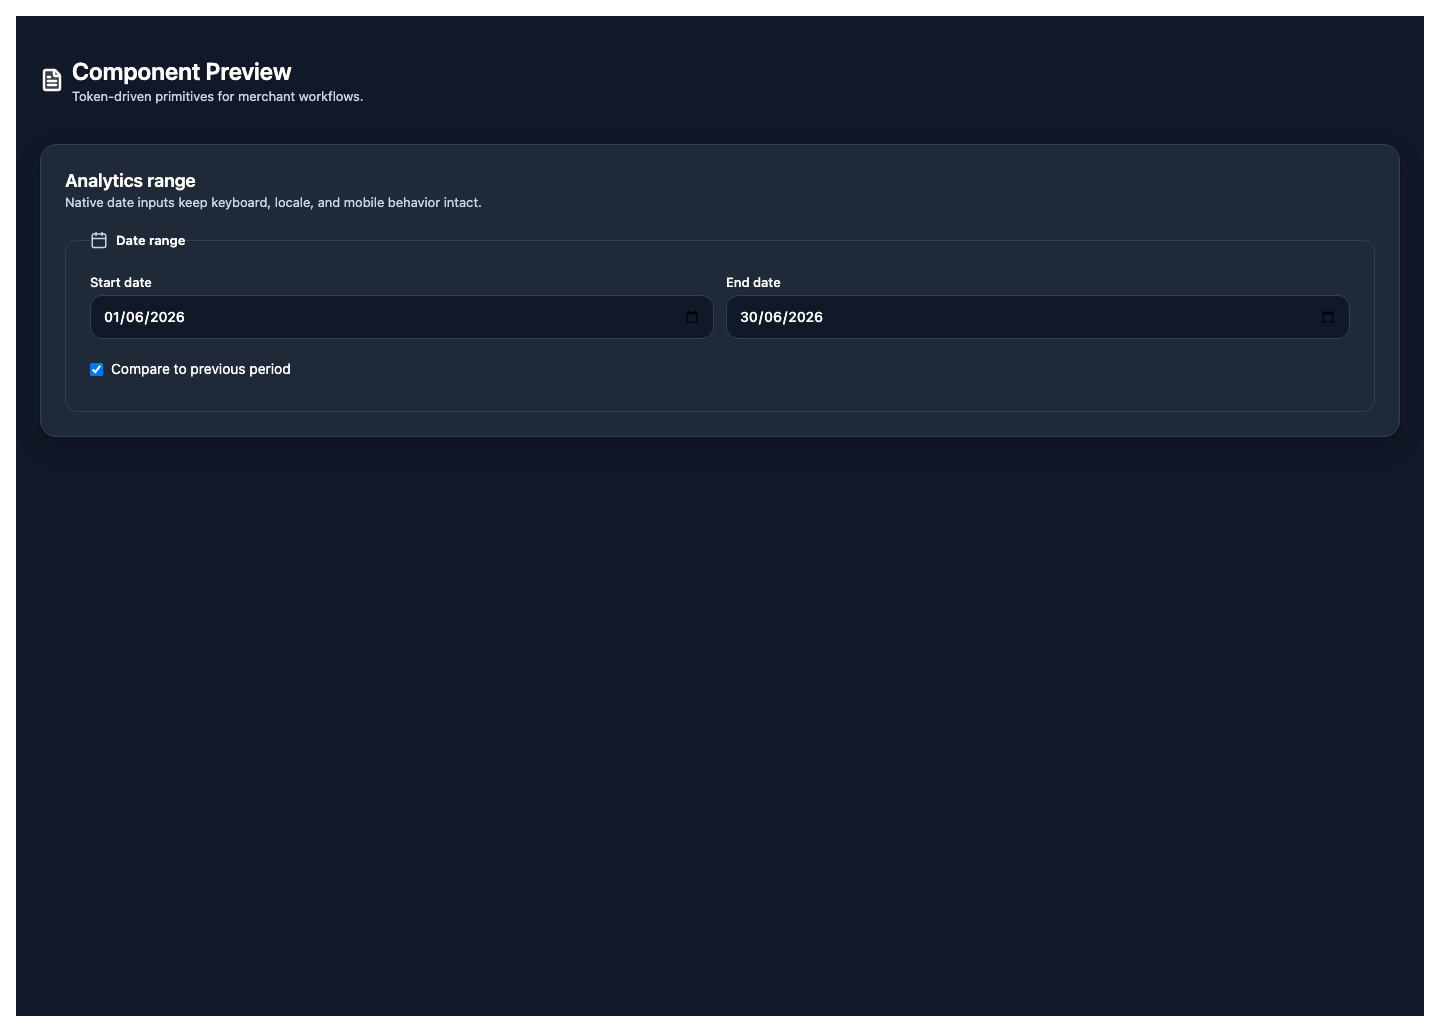 Component Preview
Token-driven primitives for merchant workflows.
Analytics range
Native date inputs keep keyboard, locale, and mobile behavior intact.
Date range
Start date
End date
01/06/2026
30/06/2026
Compare to previous period